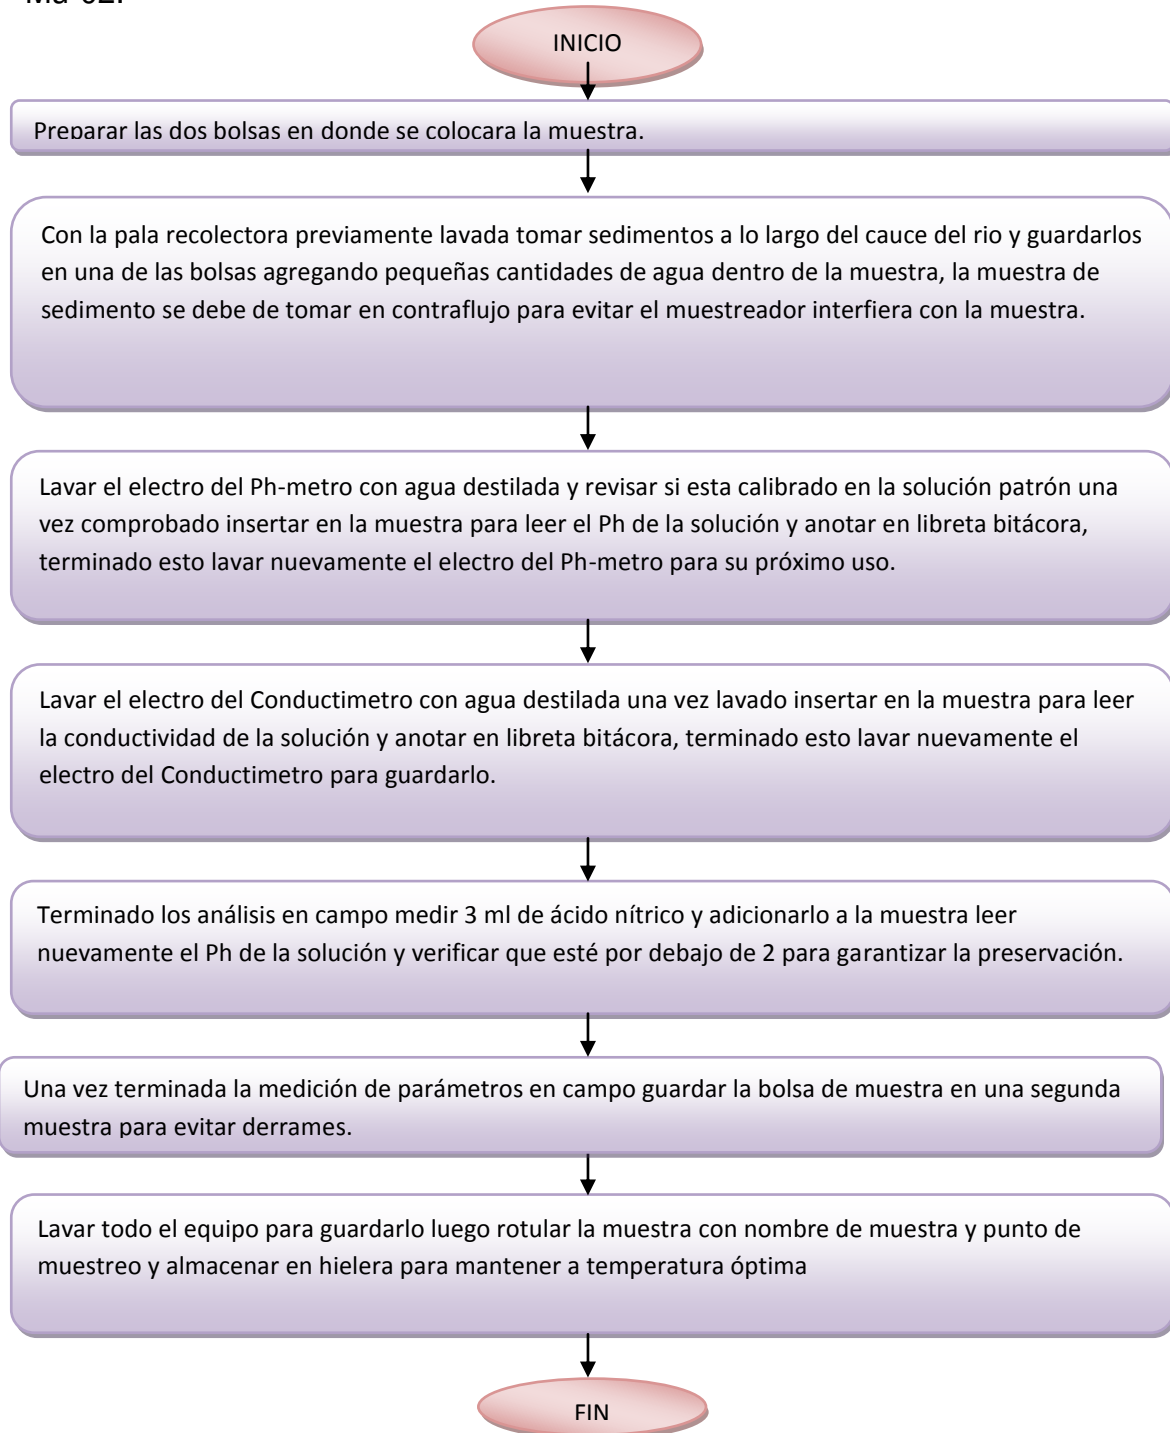 INICIO
Preparar las dos bolsas en donde se colocara la muestra.
Con la pala recolectora previamente lavada tomar sedimentos a lo largo del cauce del rio y guardarlos
en una de las bolsas agregando pequeñas cantidades de agua dentro de la muestra, la muestra de
sedimento se debe de tomar en contraflujo para evitar el muestreador interfiera con la muestra.
Lavar el electro del Ph-metro con agua destilada y revisar si esta calibrado en la solución patrón una
vez comprobado insertar en la muestra para leer el Ph de la solución y anotar en libreta bitácora,
terminado esto lavar nuevamente el electro del Ph-metro para su próximo uso.
Lavar el electro del Conductimetro con agua destilada una vez lavado insertar en la muestra para leer
la conductividad de la solución y anotar en libreta bitácora, terminado esto lavar nuevamente el
electro del Conductimetro para guardarlo.
Terminado los análisis en campo medir 3 ml de ácido nítrico y adicionarlo a la muestra leer
nuevamente el Ph de la solución y verificar que esté por debajo de 2 para garantizar la preservación.
Una vez terminada la medición de parámetros en campo guardar la bolsa de muestra en una segunda
muestra para evitar derrames.
Lavar todo el equipo para guardarlo luego rotular la muestra con nombre de muestra y punto de
muestreo y almacenar en hielera para mantener a temperatura óptima
FIN